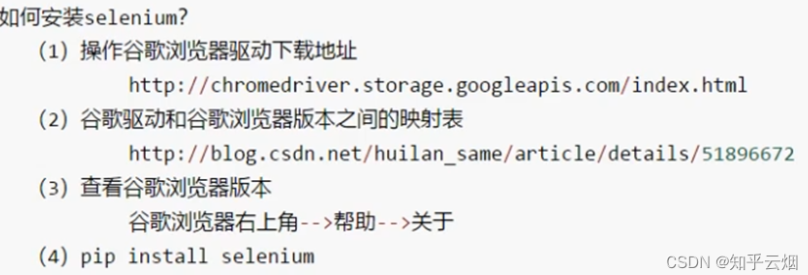 如何安装selenium?
(1) 操作谷歌浏览器驱动下载地址
http://chromedriver.storage.googleapis.com/index.html
(2) 谷歌驱动和谷歌浏览器版本之间的映射表
http://blog.csdn.net/huilan_same/article/details/51896672
(3) 查看谷歌浏览器版本
谷歌浏览器右上角-->帮助-->关于
(4) pip install selenium
CSDN @知乎云烟